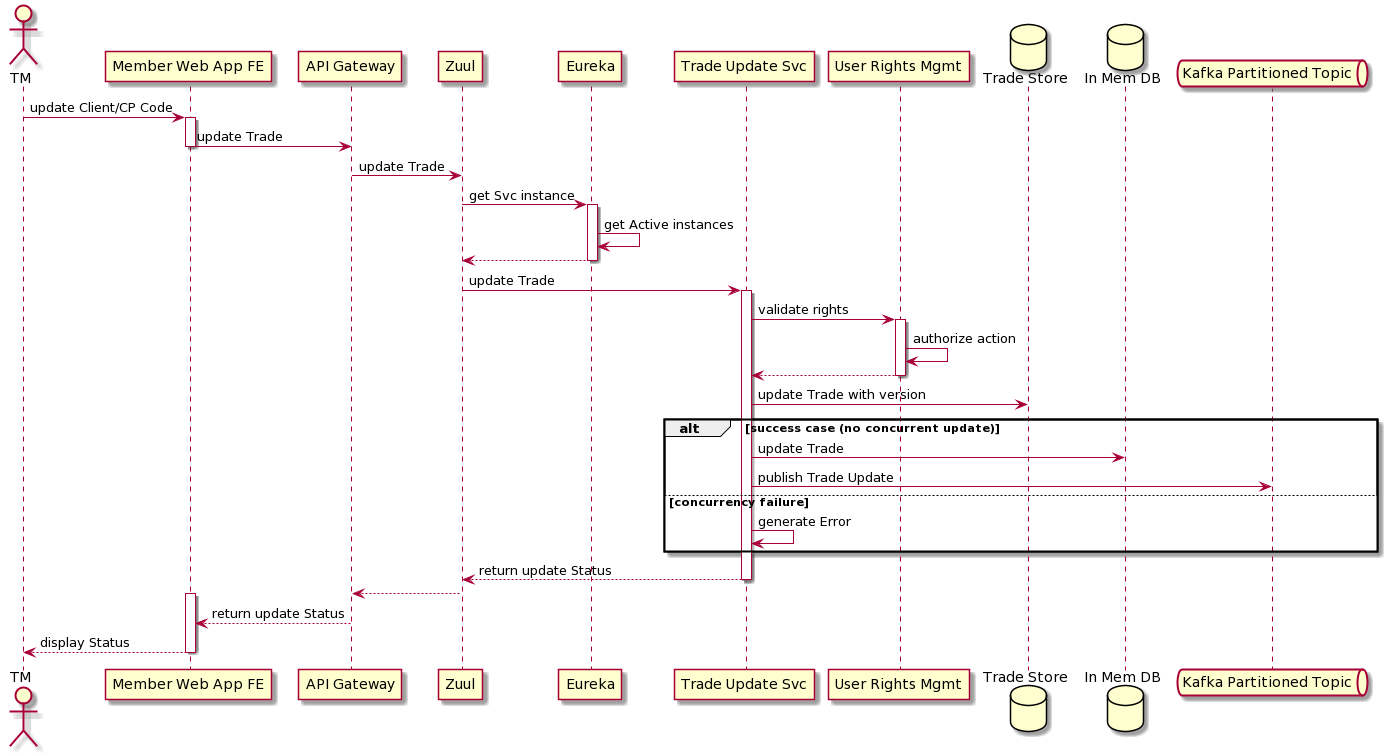 TM
Member Web App FE
API Gateway
Zuul
Eureka
Trade Update Svc
User Rights Mgmt
Trade Store
In Mem DB
Kafka Partitioned Topic
update Client/CP Code
update Trade
update Trade
get Svc instance
get Active instances
update Trade
validate rights
authorize action
update Trade with version
alt
[success case (no concurrent update)]
update Trade
publish Trade Update
[concurrency failure]
generate Error
return update Status
return update Status
display Status
TM
Member Web App FE
API Gateway
Zuul
Eureka
Trade Update Svc
User Rights Mgmt
Trade Store
In Mem DB
Kafka Partitioned Topic